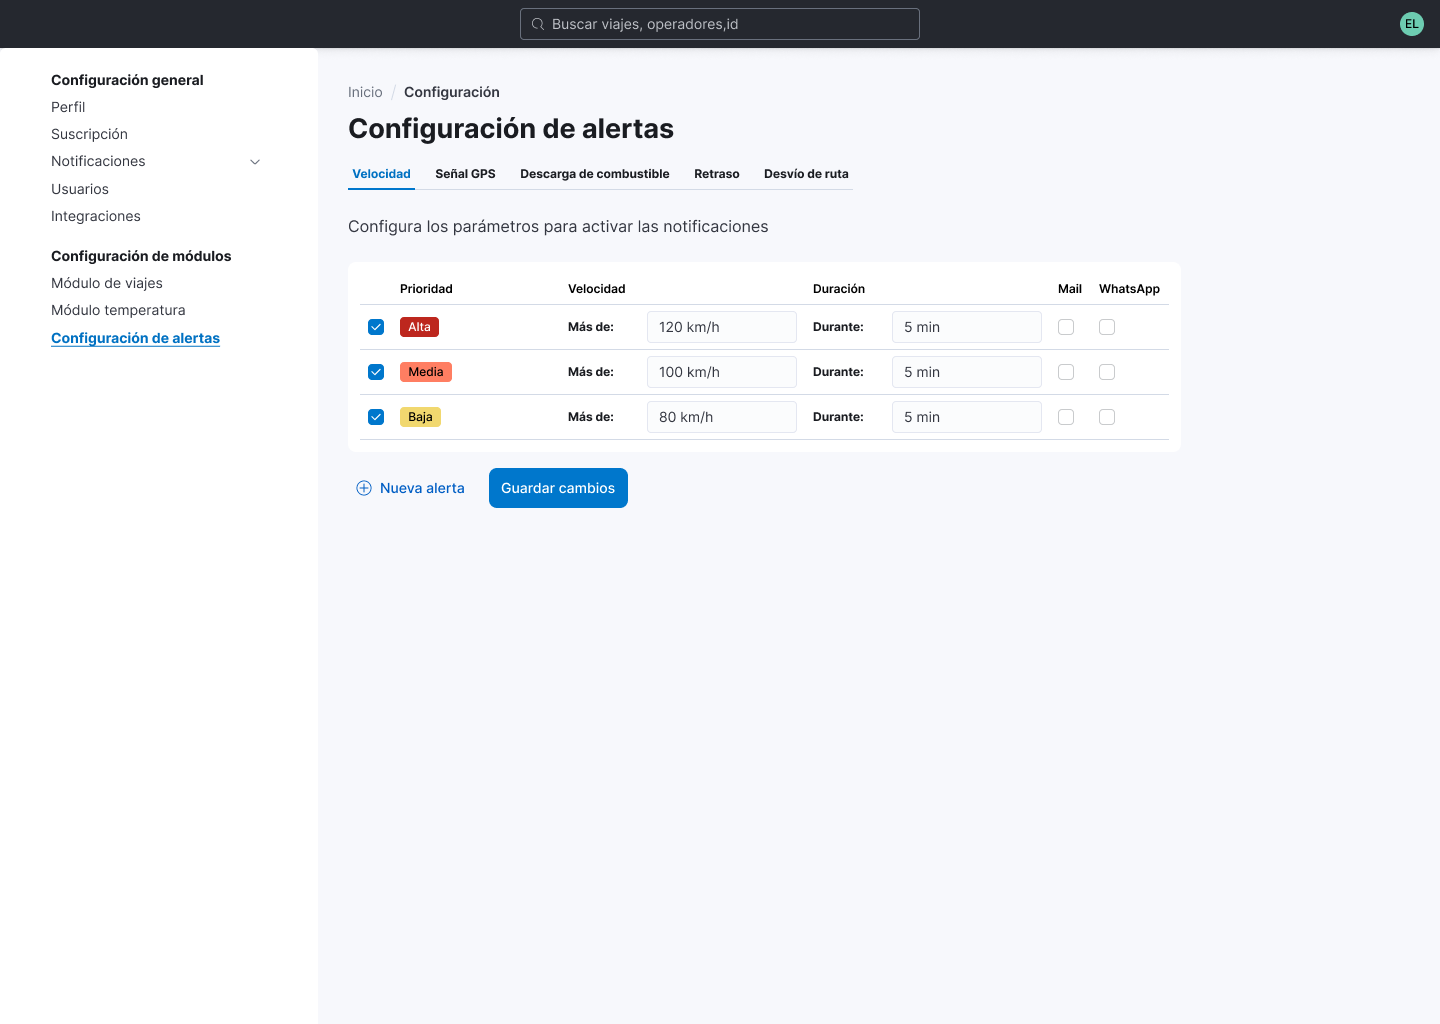 Buscar viajes, operadores,id
EL
Configuración general
Perfil
Suscripción
Notificaciones
Usuarios
Integraciones
Configuración de módulos
Módulo de viajes
Módulo temperatura
Configuración de alertas
Inicio / Configuración
Configuración de alertas
Velocidad Señal GPS Descarga de combustible Retraso Desvío de ruta
Configura los parámetros para activar las notificaciones
Prioridad Velocidad Duración Mail WhatsApp
Alta Más de: 120 km/h Durante: 5 min
Media Más de: 100 km/h Durante: 5 min
Baja Más de: 80 km/h Durante: 5 min
Nueva alerta Guardar cambios